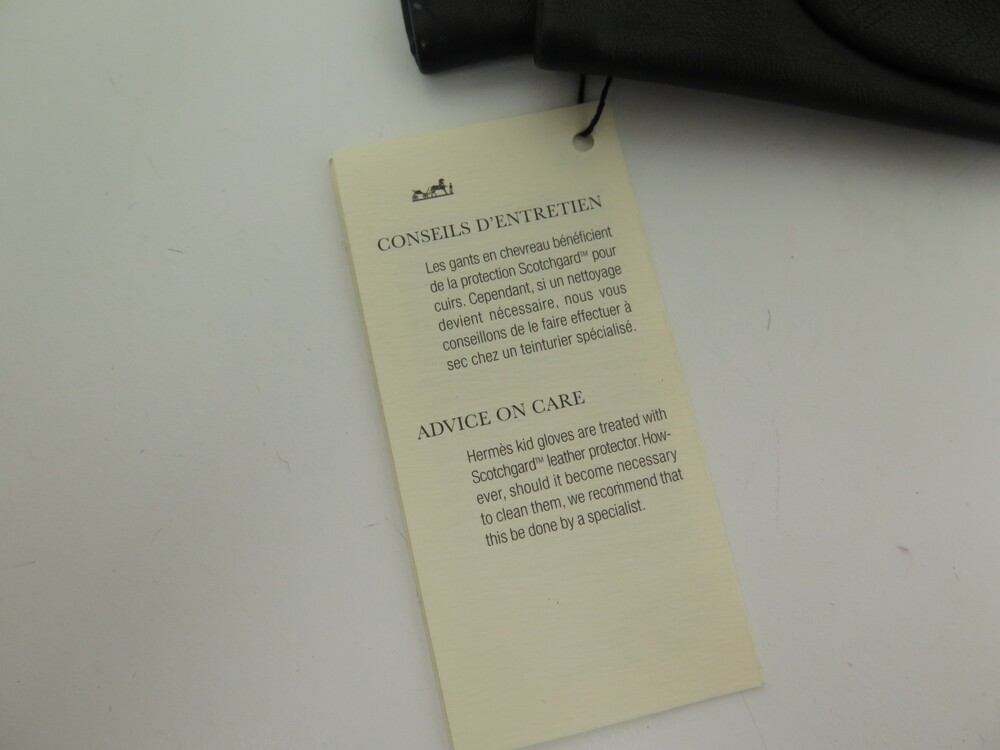 CONSEILS D'ENTRETIEN
Les gants en chevreau bénéficient
de la protection Scotchgard™ pour
cuirs. Cependant, si un nettoyage
devient nécessaire, nous vous
conseillons de le faire effectuer à
sec chez un teinturier spécialisé.
ADVICE ON CARE
Hermès kid gloves are treated with
Scotchgard™ leather protector. How-
ever, should it become necessary
to clean them, we recommend that
this be done by a specialist.